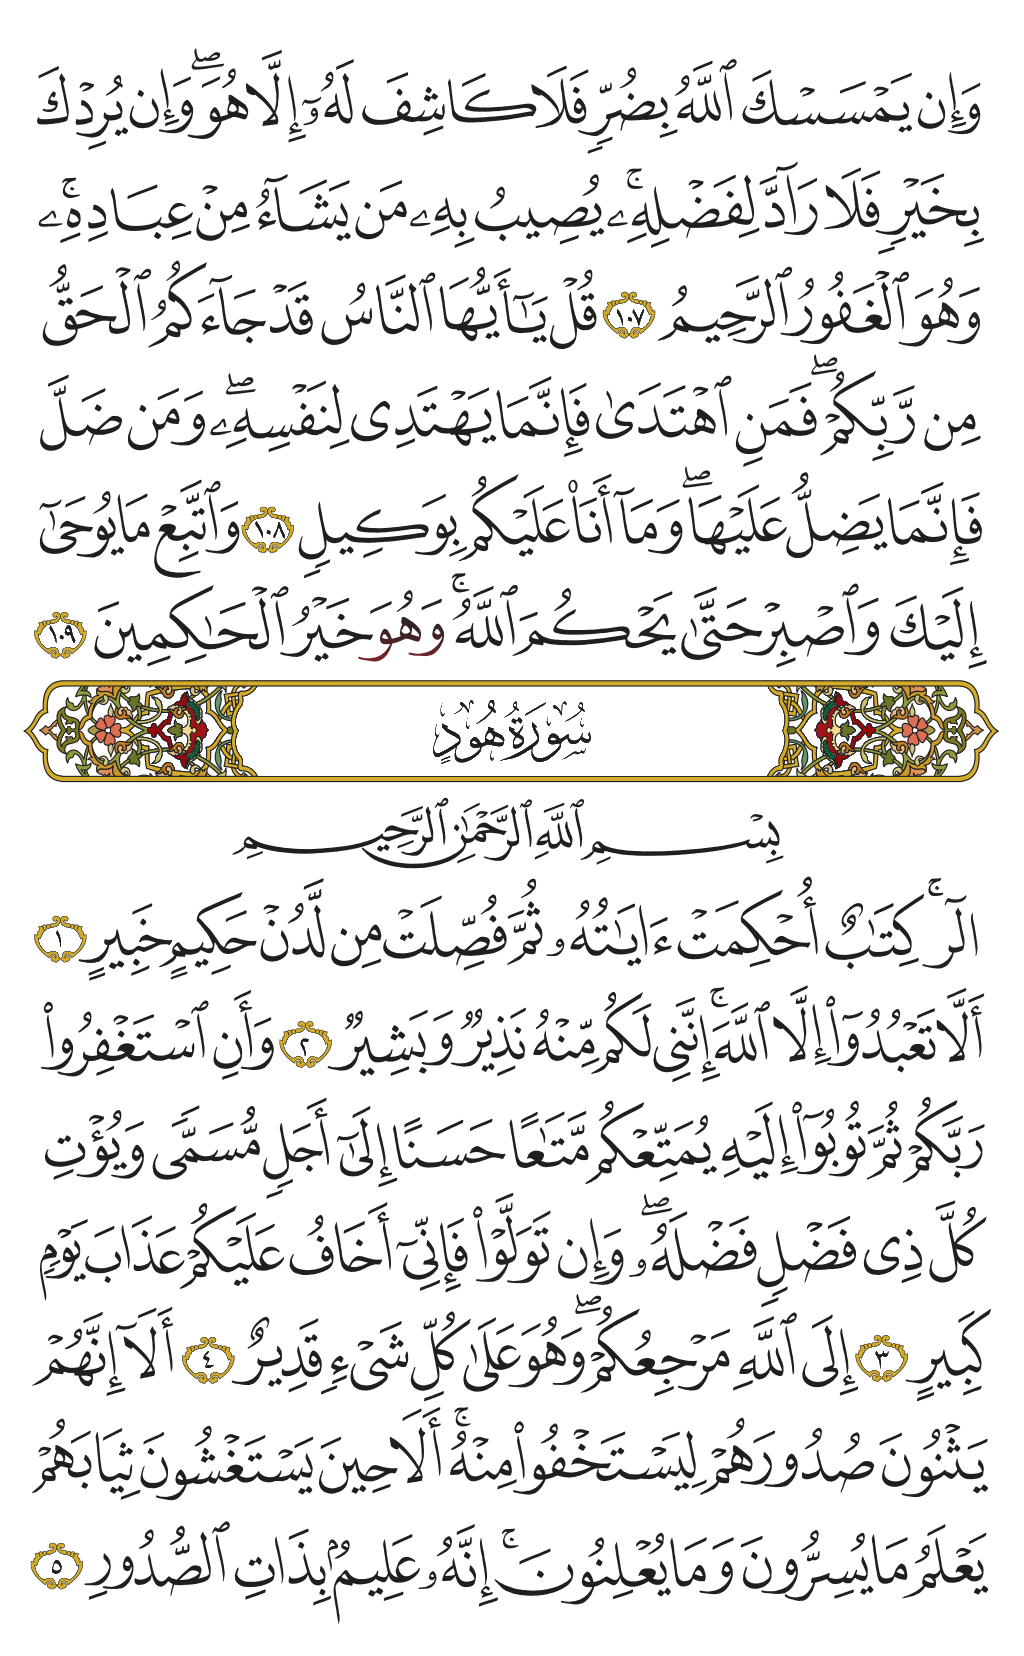 وَإِن يَمْسَسْكَ ٱللَّهُ بِضُرٍّ فَلَا كَاشِفَ لَهُۥٓ إِلَّا هُوَ ۖ وَإِن يُرِدْكَ
بِخَيْرٍ فَلَا رَآدَّ لِفَضْلِهِۦ ۚ يُصِيبُ بِهِۦ مَن يَشَآءُ مِنْ عِبَادِهِۦ ۚ
وَهُوَ ٱلْغَفُورُ ٱلرَّحِيمُ ١٠٧ قُلْ يَـٰٓأَيُّهَا ٱلنَّاسُ قَدْ جَآءَكُمُ ٱلْحَقُّ
مِن رَّبِّكُمْ ۖ فَمَنِ ٱهْتَدَىٰ فَإِنَّمَا يَهْتَدِى لِنَفْسِهِۦ ۖ وَمَن ضَلَّ
فَإِنَّمَا يَضِلُّ عَلَيْهَا ۖ وَمَآ أَنَا۠ عَلَيْكُم بِوَكِيلٍ ١٠٨ وَٱتَّبِعْ مَا يُوحَىٰٓ
إِلَيْكَ وَٱصْبِرْ حَتَّىٰ يَحْكُمَ ٱللَّهُ ۚ وَهُوَ خَيْرُ ٱلْحَـٰكِمِينَ ١٠٩
سُورَةُ هُودٍ
بِسْمِ ٱللَّهِ ٱلرَّحْمَـٰنِ ٱلرَّحِيمِ
الٓر ۚ كِتَـٰبٌ أُحْكِمَتْ ءَايَـٰتُهُۥ ثُمَّ فُصِّلَتْ مِن لَّدُنْ حَكِيمٍ خَبِيرٍ ١
أَلَّا تَعْبُدُوٓا۟ إِلَّا ٱللَّهَ ۚ إِنَّنِى لَكُم مِّنْهُ نَذِيرٌ وَبَشِيرٌ ٢ وَأَنِ ٱسْتَغْفِرُوا۟
رَبَّكُمْ ثُمَّ تُوبُوٓا۟ إِلَيْهِ يُمَتِّعْكُم مَّتَـٰعًا حَسَنًا إِلَىٰٓ أَجَلٍ مُّسَمًّى وَيُؤْتِ
كُلَّ ذِى فَضْلٍ فَضْلَهُۥ ۖ وَإِن تَوَلَّوْا۟ فَإِنِّىٓ أَخَافُ عَلَيْكُمْ عَذَابَ يَوْمٍ
كَبِيرٍ ٣ إِلَى ٱللَّهِ مَرْجِعُكُمْ ۖ وَهُوَ عَلَىٰ كُلِّ شَىْءٍ قَدِيرٌ ٤ أَلَآ إِنَّهُمْ
يَثْنُونَ صُدُورَهُمْ لِيَسْتَخْفُوا۟ مِنْهُ ۚ أَلَا حِينَ يَسْتَغْشُونَ ثِيَابَهُمْ
يَعْلَمُ مَا يُسِرُّونَ وَمَا يُعْلِنُونَ ۚ إِنَّهُۥ عَلِيمٌۢ بِذَاتِ ٱلصُّدُورِ ٥